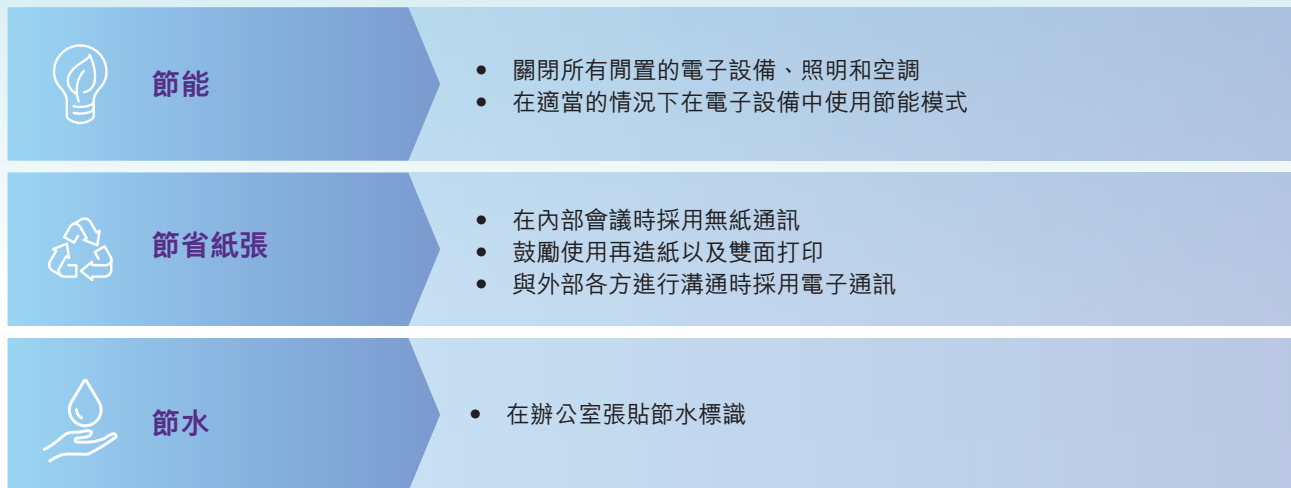 節能
• 關閉所有閒置的電子設備、照明和空調
• 在適當的情況下在電子設備中使用節能模式
節省紙張
• 在內部會議時採用無紙通訊
• 鼓勵使用再造紙以及雙面打印
• 與外部各方進行溝通時採用電子通訊
節水
• 在辦公室張貼節水標識